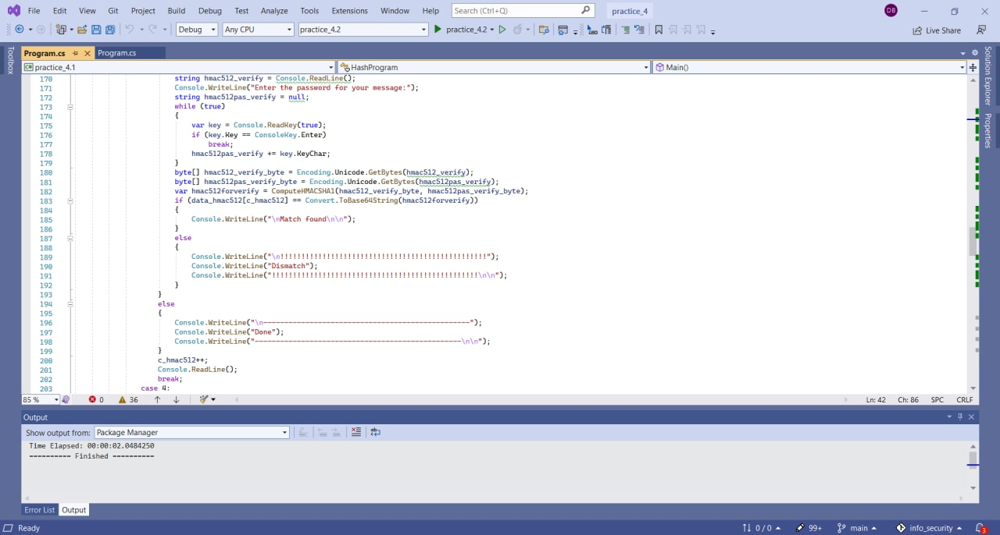 File Edit View Git Project Build Debug Test Analyze Tools Extensions Window Help Search (Ctrl+Q) practice_4 DB
Debug Any CPU practice_4.2 practice_4.2 Live Share
Toolbox
Program.cs Program.cs
practice_4.1 HashProgram Main()
170 string hmac512_verify = Console.ReadLine();
171 Console.WriteLine("Enter the password for your message:");
172 string hmac512pas_verify = null;
173 while (true)
174 {
175 var key = Console.ReadKey(true);
176 if (key.Key == ConsoleKey.Enter)
177 break;
178 hmac512pas_verify += key.KeyChar;
179 }
180 byte[] hmac512_verify_byte = Encoding.Unicode.GetBytes(hmac512_verify);
181 byte[] hmac512pas_verify_byte = Encoding.Unicode.GetBytes(hmac512pas_verify);
182 var hmac512forverify = ComputeHMACSHA1(hmac512_verify_byte, hmac512pas_verify_byte);
183 if (data_hmac512[c_hmac512] == Convert.ToBase64String(hmac512forverify))
184 {
185 Console.WriteLine("\nMatch found\n\n");
186 }
187 else
188 {
189 Console.WriteLine("\n!!!!!!!!!!!!!!!!!!!!!!!!!!!!!!!!!!!!!!!!!!!!!!!!!");
190 Console.WriteLine("Dismatch");
191 Console.WriteLine("!!!!!!!!!!!!!!!!!!!!!!!!!!!!!!!!!!!!!!!!!!!!!!!!!\n\n");
192 }
193 }
194 else
195 {
196 Console.WriteLine("\n-------------------------------------------------");
197 Console.WriteLine("Done");
198 Console.WriteLine("-------------------------------------------------\n\n");
199 }
200 c_hmac512++;
201 Console.ReadLine();
202 break;
203 case 4:
Solution Explorer
Properties
85 % 0 36 Ln: 42 Ch: 86 SPC CRLF
Output
Show output from: Package Manager
Time Elapsed: 00:00:02.0484250
========== Finished ==========
Error List Output
Ready 0 / 0 99+ main info_security 3